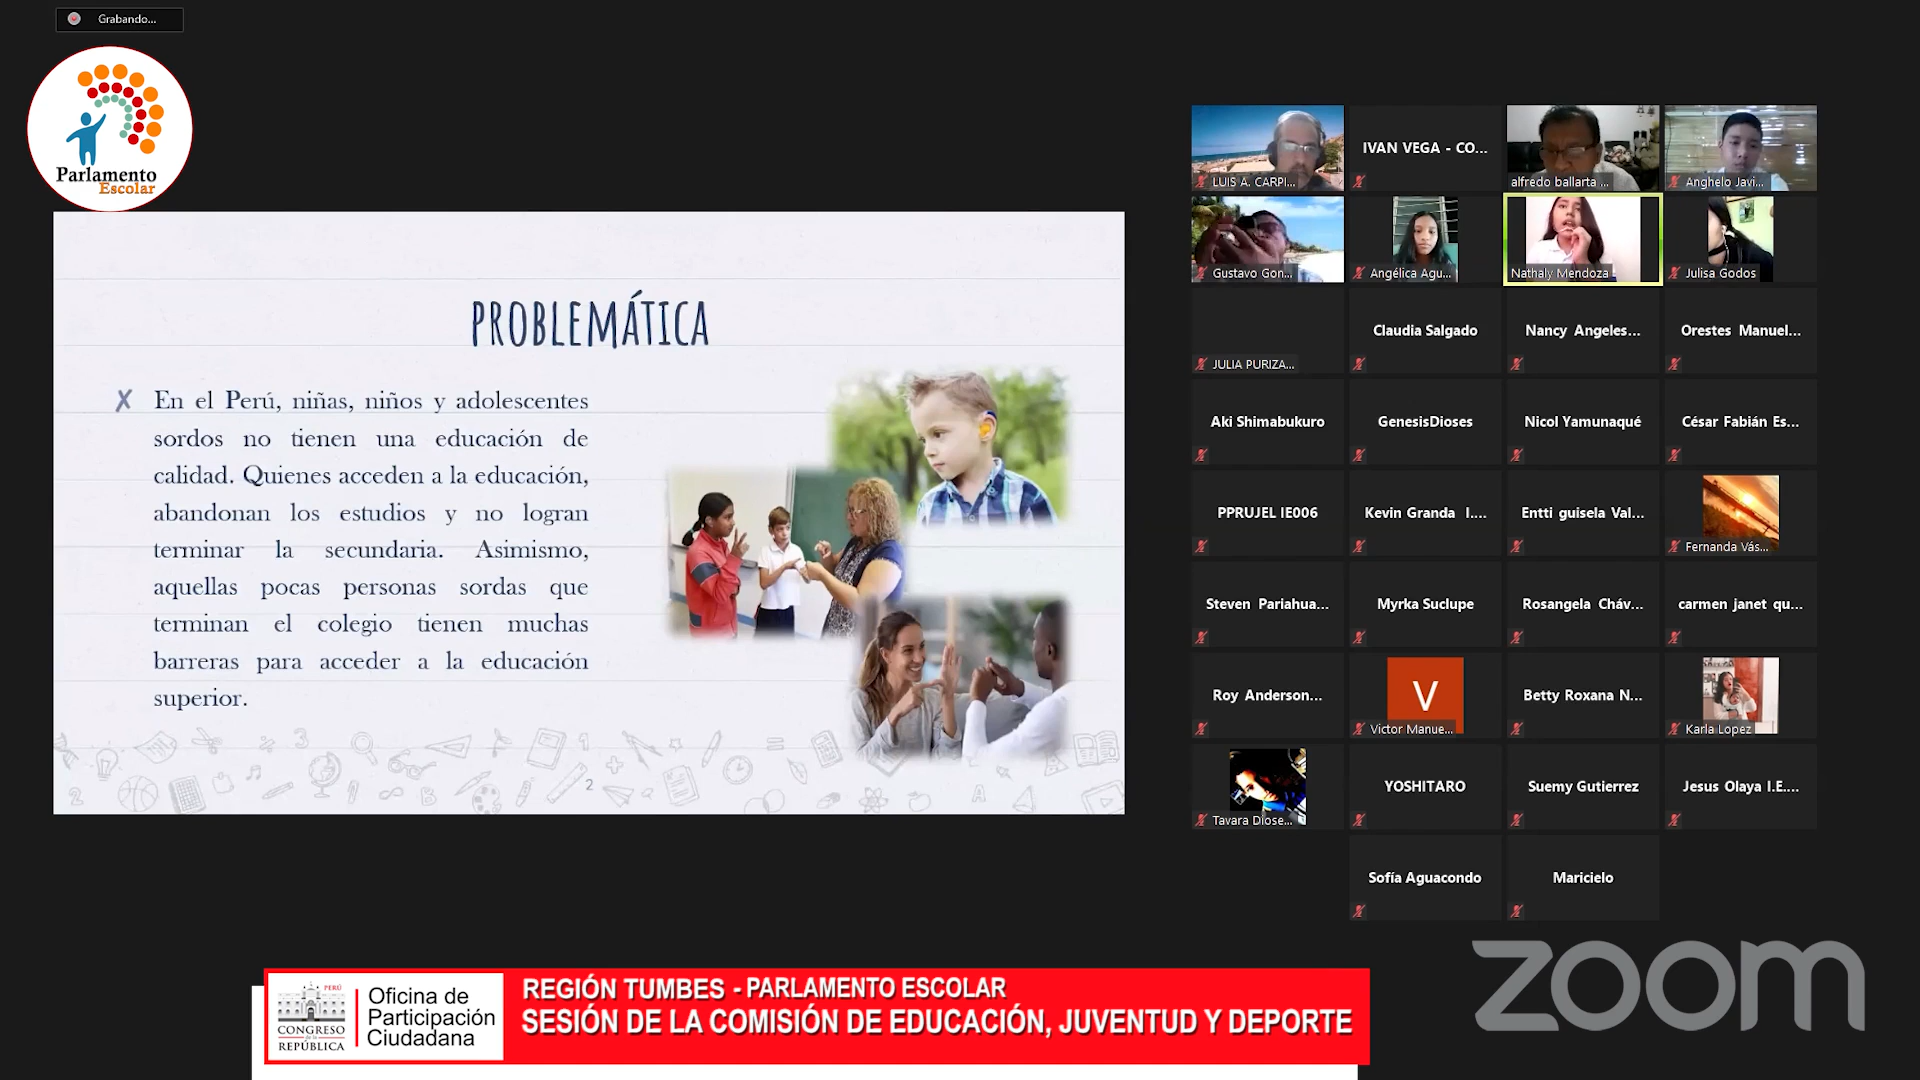 Grabando...
Parlamento
Escolar
PROBLEMÁTICA
✗ En el Perú, niñas, niños y adolescentes
sordos no tienen una educación de
calidad. Quienes acceden a la educación,
abandonan los estudios y no logran
terminar la secundaria. Asimismo,
aquellas pocas personas sordas que
terminan el colegio tienen muchas
barreras para acceder a la educación
superior.
2
LUIS A. CARPI...
IVAN VEGA - CO...
alfredo ballarta ...
Anghelo Javi...
Gustavo Gon...
Angélica Agu...
Nathaly Mendoza
Julisa Godos
JULIA PURIZA...
Claudia Salgado
Nancy Angeles...
Orestes Manuel...
Aki Shimabukuro
GenesisDioses
Nicol Yamunaqué
César Fabián Es...
PPRUJEL IE006
Kevin Granda I....
Entti guisela Val...
Fernanda Vás...
Steven Pariahua...
Myrka Suclupe
Rosangela Cháv...
carmen janet qu...
Roy Anderson...
V
Victor Manue...
Betty Roxana N...
Karla Lopez
Tavara Diose...
YOSHITARO
Suemy Gutierrez
Jesus Olaya I.E....
Sofía Aguacondo
Maricielo
zoom
PERÚ
CONGRESO
de la
REPÚBLICA
Oficina de
Participación
Ciudadana
REGIÓN TUMBES - PARLAMENTO ESCOLAR
SESIÓN DE LA COMISIÓN DE EDUCACIÓN, JUVENTUD Y DEPORTE